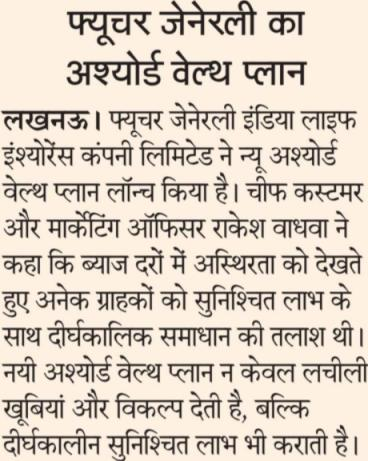 फ्यूचर जेनेरली का
अश्योर्ड वेल्थ प्लान
लखनऊ। फ्यूचर जेनेरली इंडिया लाइफ
इंश्योरेंस कंपनी लिमिटेड ने न्यू अश्योर्ड
वेल्थ प्लान लॉन्च किया है। चीफ कस्टमर
और मार्केटिंग ऑफिसर राकेश वाधवा ने
कहा कि ब्याज दरों में अस्थिरता को देखते
हुए अनेक ग्राहकों को सुनिश्चित लाभ के
साथ दीर्घकालिक समाधान की तलाश थी।
नयी अश्योर्ड वेल्थ प्लान न केवल लचीली
खूबियां और विकल्प देती है, बल्कि
दीर्घकालीन सुनिश्चित लाभ भी कराती है।